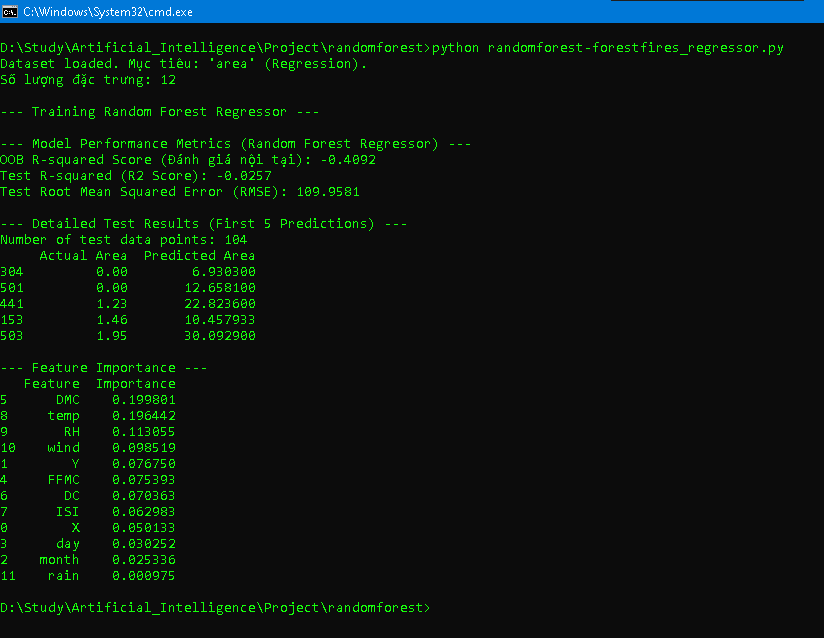 C:\Windows\System32\cmd.exe
D:\Study\Artificial_Intelligence\Project\randomforest>python randomforest-forestfires_regressor.py
Dataset loaded. Mục tiêu: 'area' (Regression).
Số lượng đặc trưng: 12
--- Training Random Forest Regressor ---
--- Model Performance Metrics (Random Forest Regressor) ---
OOB R-squared Score (Đánh giá nội tại): -0.4092
Test R-squared (R2 Score): -0.0257
Test Root Mean Squared Error (RMSE): 109.9581
--- Detailed Test Results (First 5 Predictions) ---
Number of test data points: 104
Actual Area  Predicted Area
304         0.00        6.930300
501         0.00       12.658100
441         1.23       22.823600
153         1.46       10.457933
503         1.95       30.092900
--- Feature Importance ---
Feature  Importance
5      DMC    0.199801
8     temp    0.196442
9       RH    0.113055
10    wind    0.098519
1        Y    0.076750
4     FFMC    0.075393
6       DC    0.070363
7      ISI    0.062983
0        X    0.050133
3      day    0.030252
2    month    0.025336
11    rain    0.000975
D:\Study\Artificial_Intelligence\Project\randomforest>